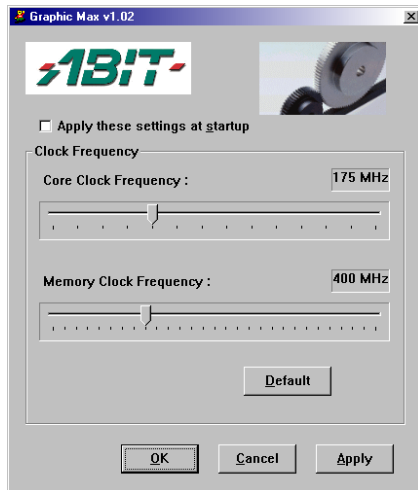 Graphic Max v1.02
ABIT
Apply these settings at startup
Clock Frequency
Core Clock Frequency :
175 MHz
Memory Clock Frequency :
400 MHz
Default
OK
Cancel
Apply